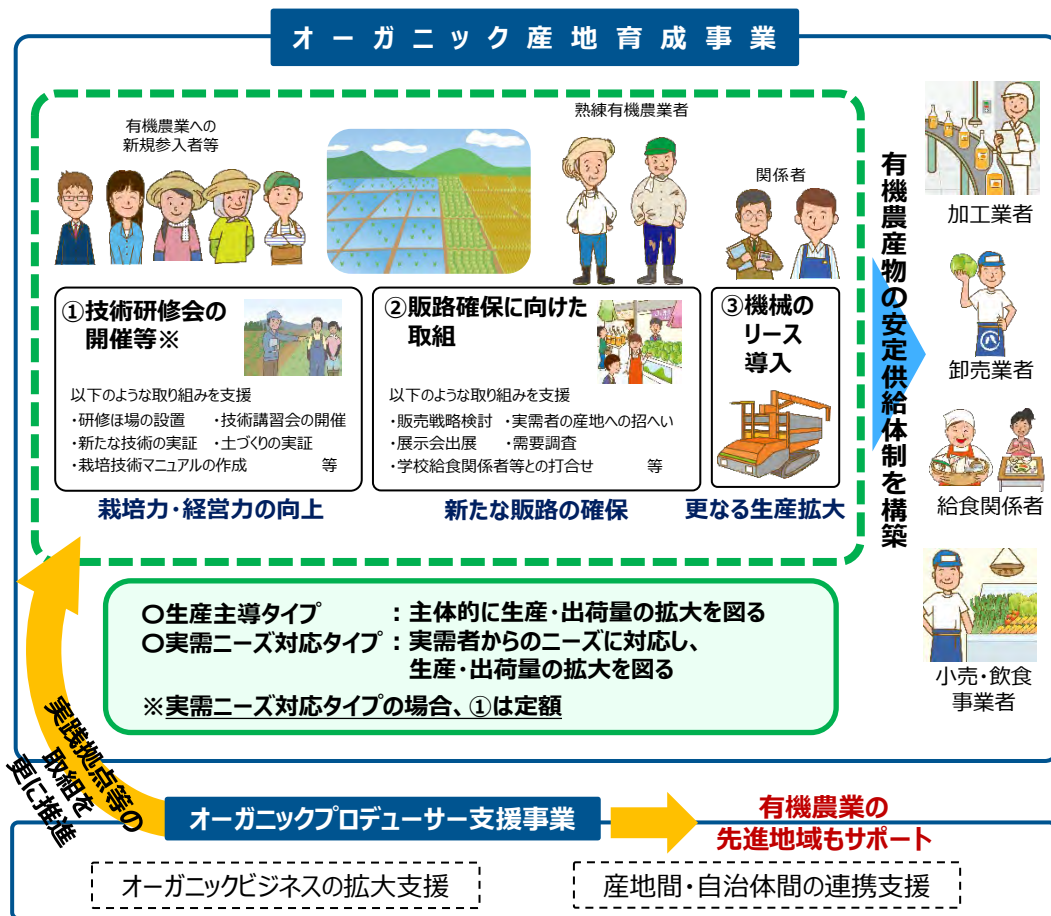 オーガニック産地育成事業
有機農業への
新規参入者等
熟練有機農業者
関係者
①技術研修会の
開催等※
以下のような取り組みを支援
・研修ほ場の設置 ・技術講習会の開催
・新たな技術の実証 ・土づくりの実証
・栽培技術マニュアルの作成 等
栽培力・経営力の向上
②販路確保に向けた
取組
以下のような取り組みを支援
・販売戦略検討 ・実需者の産地への招へい
・展示会出展 ・需要調査
・学校給食関係者等との打合せ 等
新たな販路の確保
③機械の
リース
導入
更なる生産拡大
有機農産物の安定供給体制を構築
加工業者
卸売業者
給食関係者
小売・飲食
事業者
〇生産主導タイプ :主体的に生産・出荷量の拡大を図る
〇実需ニーズ対応タイプ:実需者からのニーズに対応し、
生産・出荷量の拡大を図る
※実需ニーズ対応タイプの場合、①は定額
実践拠点等の
取組を
更に推進
オーガニックプロデューサー支援事業
有機農業の
先進地域もサポート
オーガニックビジネスの拡大支援
産地間・自治体間の連携支援